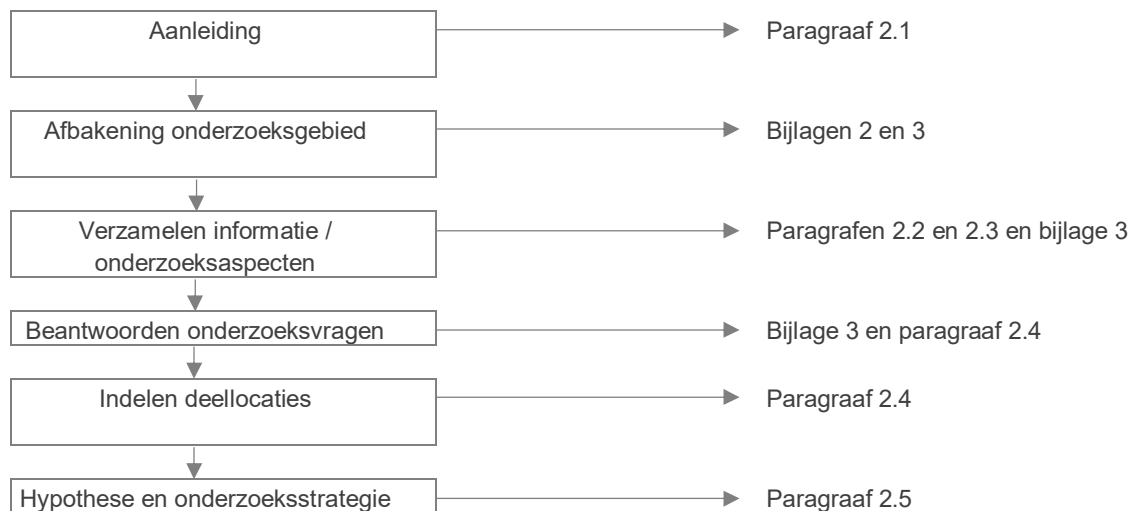 Aanleiding
Paragraaf 2.1
Afbakening onderzoeksgebied
Bijlagen 2 en 3
Verzamelen informatie /
onderzoeksaspecten
Paragrafen 2.2 en 2.3 en bijlage 3
Beantwoorden onderzoeksvragen
Bijlage 3 en paragraaf 2.4
Indelen deellocaties
Paragraaf 2.4
Hypothese en onderzoeksstrategie
Paragraaf 2.5